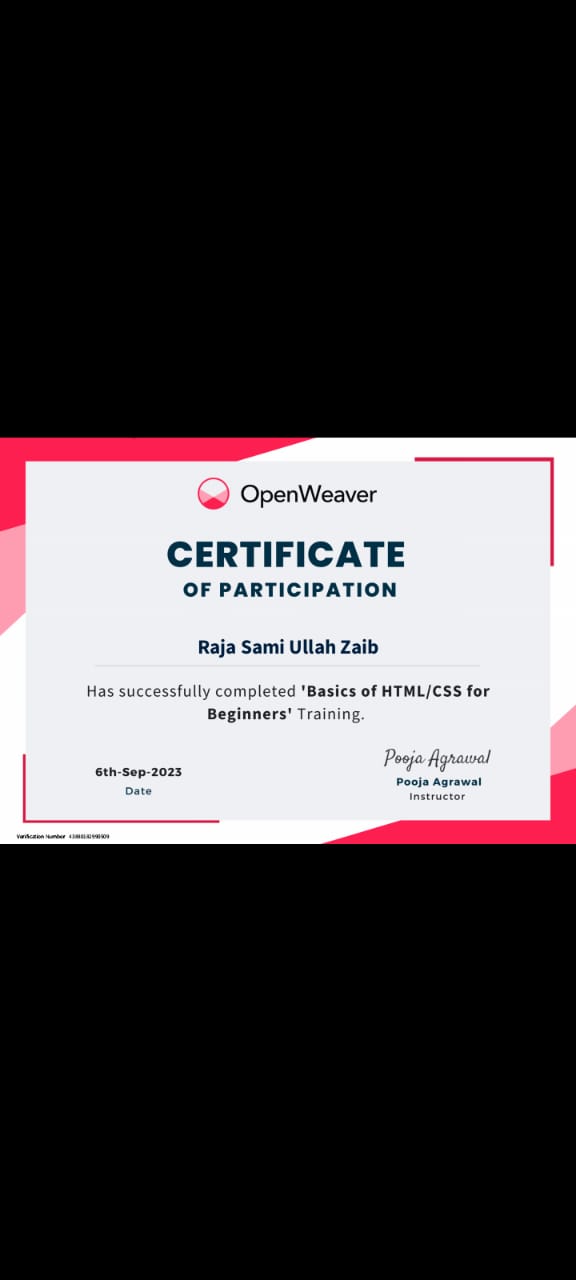 OpenWeaver
CERTIFICATE
OF PARTICIPATION
Raja Sami Ullah Zaib
Has successfully completed 'Basics of HTML/CSS for
Beginners' Training.
6th-Sep-2023
Date
Pooja Agrawal
Pooja Agrawal
Instructor
Verification Number